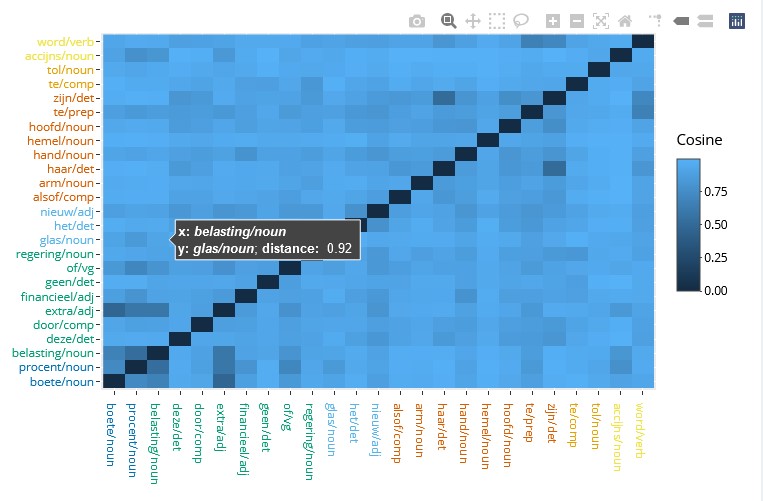 word/verb
accijns/noun
tol/noun
te/comp
zijn/det
te/prep
hoofd/noun
hemel/noun
hand/noun
haar/det
arm/noun
alsof/comp
nieuw/adj
het/det
glas/noun
regering/noun
of/vg
geen/det
financieel/adj
extra/adj
door/comp
deze/det
belasting/noun
procent/noun
boete/noun
x: belasting/noun
y: glas/noun; distance: 0.92
Cosine
0.75
0.50
0.25
0.00
boete/noun
procent/noun
belasting/noun
deze/det
door/comp
extra/adj
financieel/adj
geen/det
of/vg
regering/noun
glas/noun
het/det
nieuw/adj
alsof/comp
arm/noun
haar/det
hand/noun
hemel/noun
hoofd/noun
te/prep
zijn/det
te/comp
tol/noun
accijns/noun
word/verb